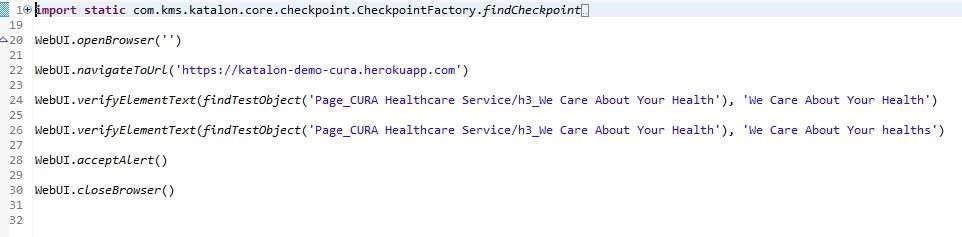 1 import static com.kms.katalon.core.checkpoint.CheckpointFactory.findCheckpoint
19
20 WebUI.openBrowser('')
21
22 WebUI.navigateToUrl('https://katalon-demo-cura.herokuapp.com')
23
24 WebUI.verifyElementText(findTestObject('Page_CURA Healthcare Service/h3_We Care About Your Health'), 'We Care About Your Health')
25
26 WebUI.verifyElementText(findTestObject('Page_CURA Healthcare Service/h3_We Care About Your Health'), 'We Care About Your healths')
27
28 WebUI.acceptAlert()
29
30 WebUI.closeBrowser()
31
32